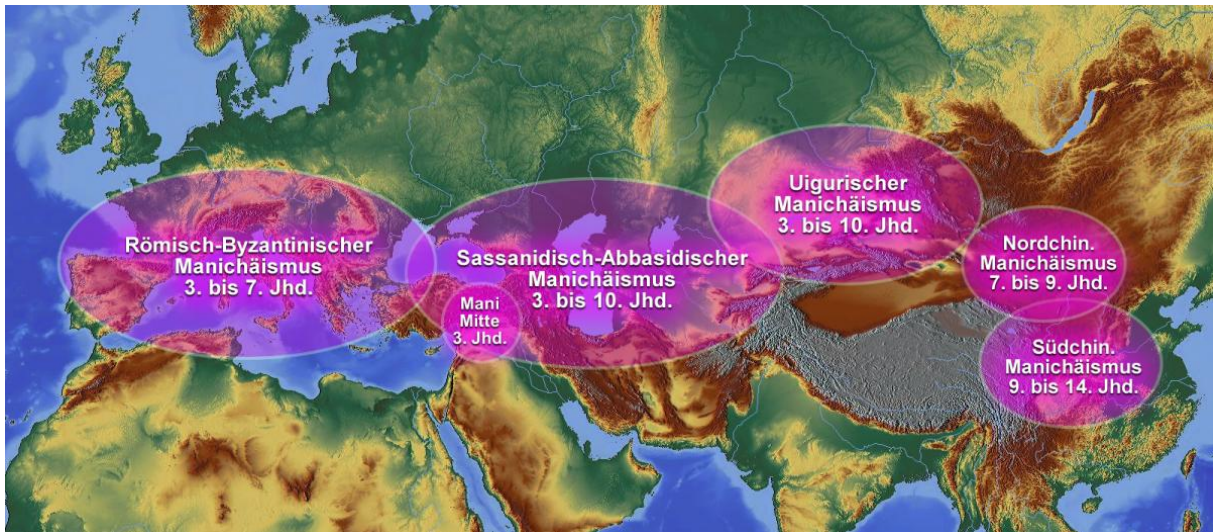 Römisch-Byzantinischer
Manichäismus
3. bis 7. Jhd.
Sassanidisch-Abbasidischer
Manichäismus
3. bis 10. Jhd.
Mani
Mitte
3. Jhd.
Uigurischer
Manichäismus
3. bis 10. Jhd.
Nordchin.
Manichäismus
7. bis 9. Jhd.
Südchin.
Manichäismus
9. bis 14. Jhd.